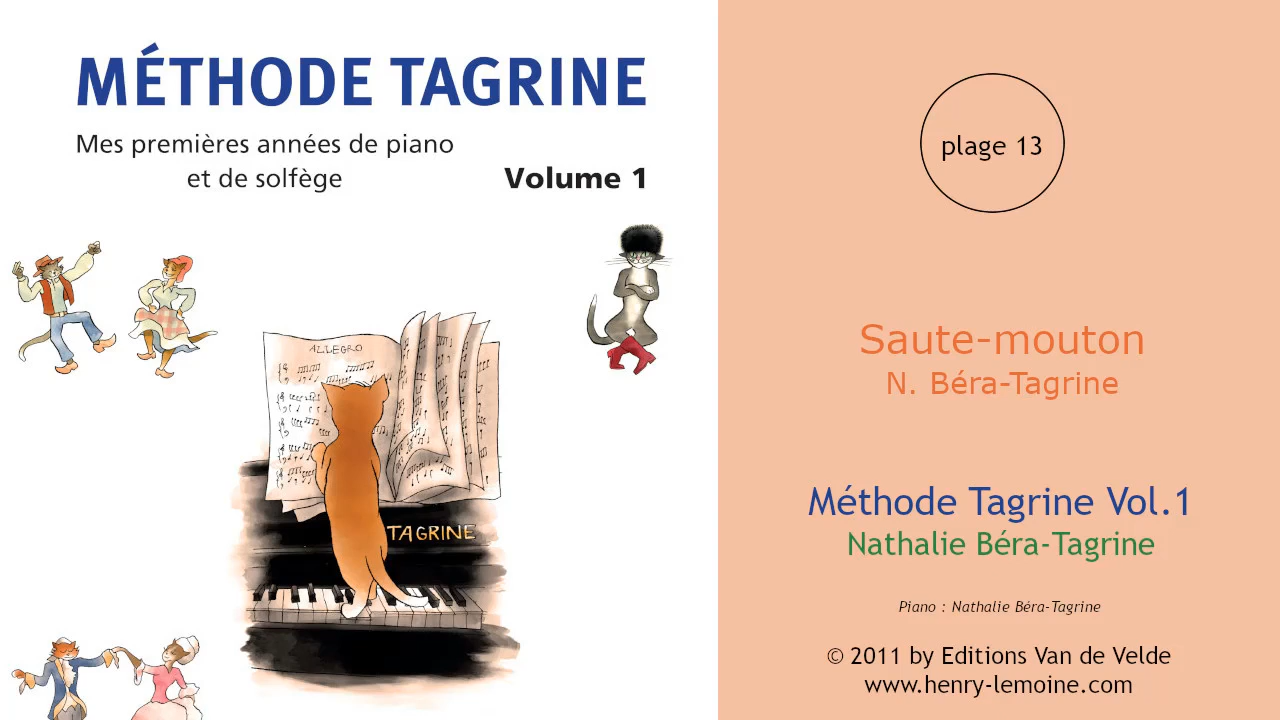 MÉTHODE TAGRINE
Mes premières années de piano
et de solfège
Volume 1
ALLEGRO
TAGRINE
plage 13
Saute-mouton
N. Béra-Tagrine
Méthode Tagrine Vol.1
Nathalie Béra-Tagrine
Piano : Nathalie Béra-Tagrine
© 2011 by Editions Van de Velde
www.henry-lemoine.com